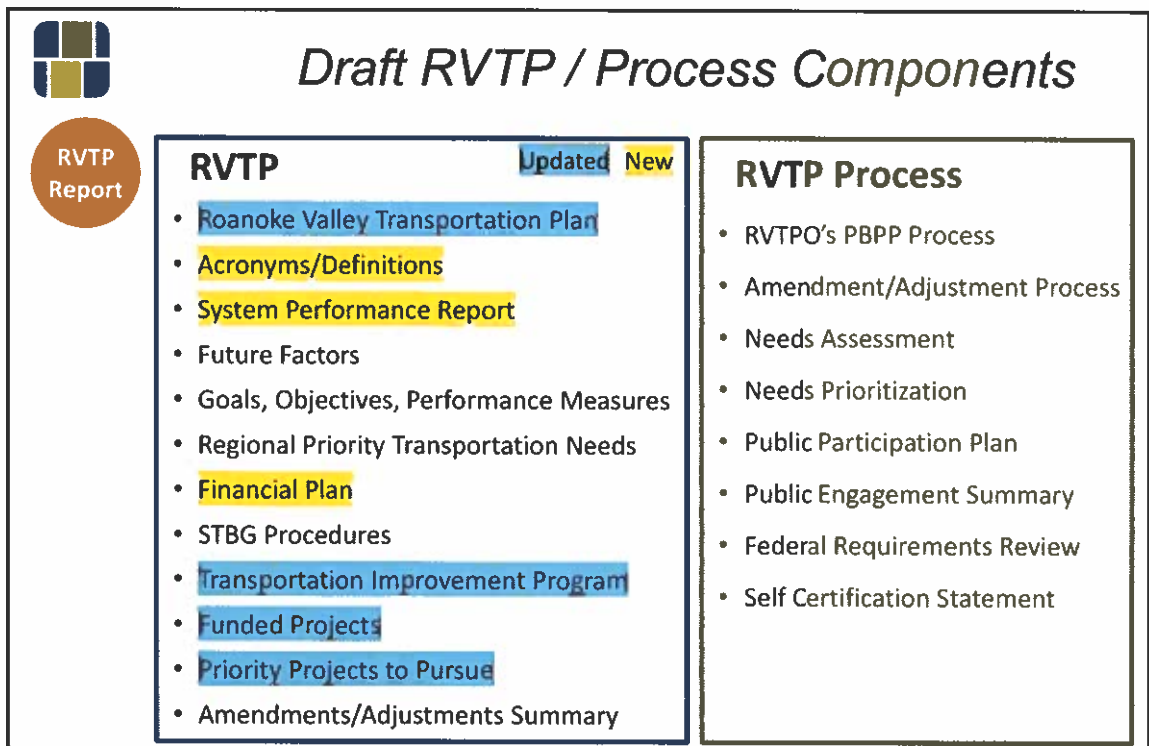 Draft RVTP / Process Components
RVTP
Report
RVTP
Updated New
• Roanoke Valley Transportation Plan
• Acronyms/Definitions
• System Performance Report
• Future Factors
• Goals, Objectives, Performance Measures
• Regional Priority Transportation Needs
• Financial Plan
• STBG Procedures
• Transportation Improvement Program
• Funded Projects
• Priority Projects to Pursue
• Amendments/Adjustments Summary
RVTP Process
• RVTPO's PBPP Process
• Amendment/Adjustment Process
• Needs Assessment
• Needs Prioritization
• Public Participation Plan
• Public Engagement Summary
• Federal Requirements Review
• Self Certification Statement